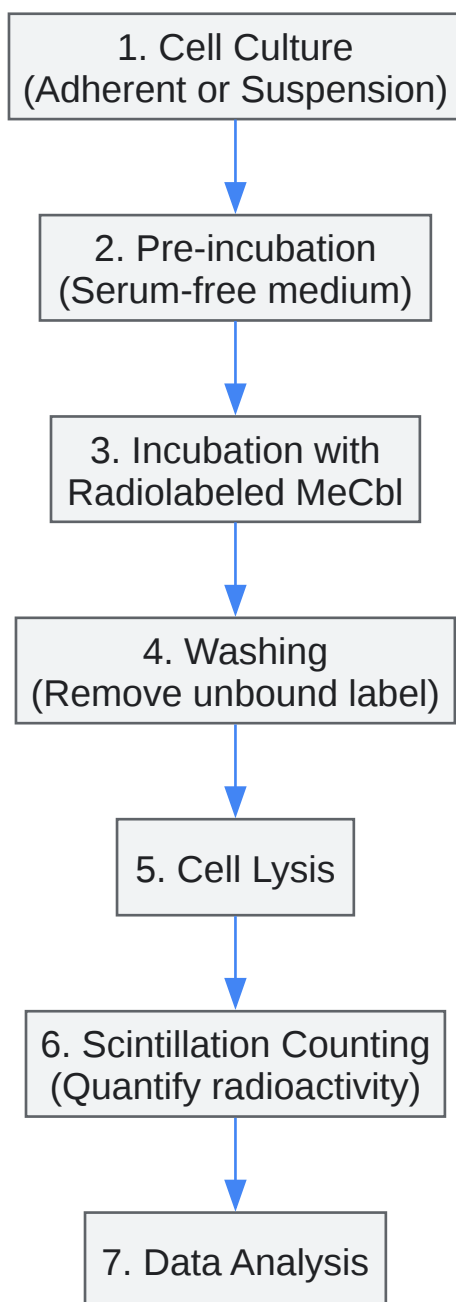 1. Cell Culture
(Adherent or Suspension)
2. Pre-incubation
(Serum-free medium)
3. Incubation with
Radiolabeled MeCbl
4. Washing
(Remove unbound label)
5. Cell Lysis
6. Scintillation Counting
(Quantify radioactivity)
7. Data Analysis